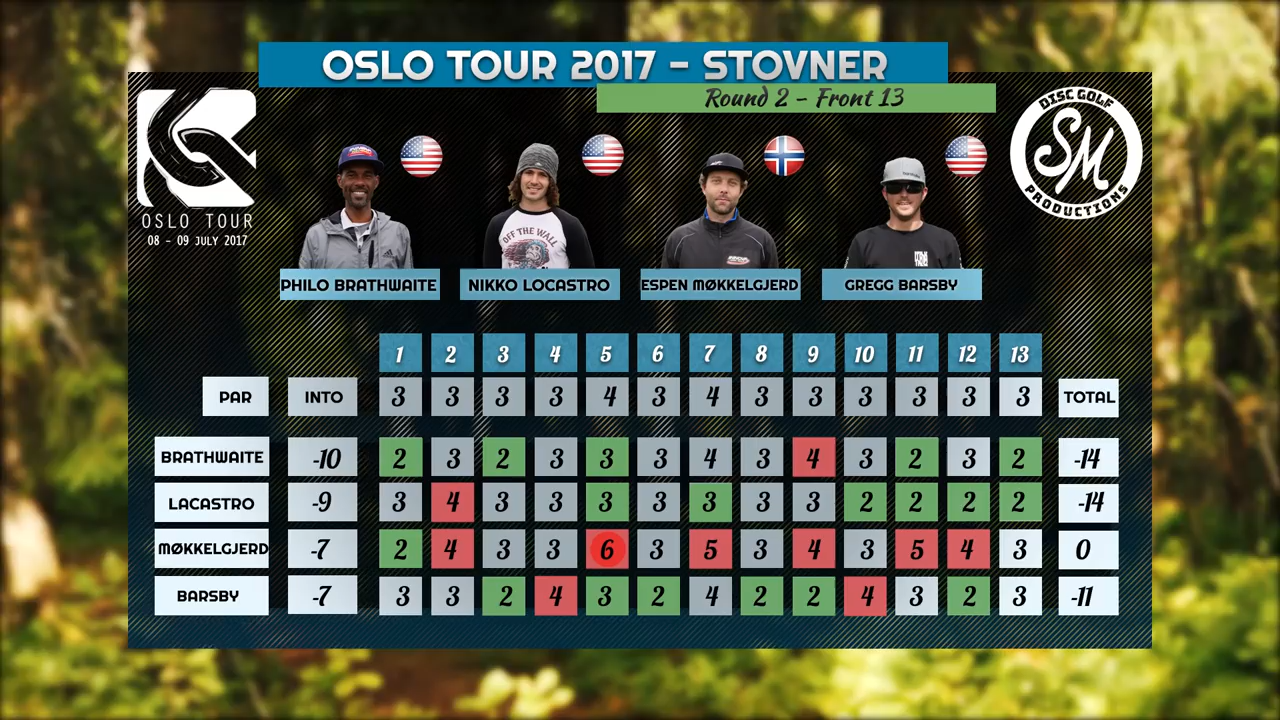 OSLO TOUR 2017 - STOVNER
Round 2 - Front 13
OSLO TOUR
08 - 09 JULY 2017
DISC GOLF
SM
PRODUCTIONS
OFF THE WALL
PHILO BRATHWAITE NIKKO LOCASTRO ESPEN MØKKELGJERD GREGG BARSBY
1 2 3 4 5 6 7 8 9 10 11 12 13
PAR INTO 3 3 3 3 4 3 4 3 3 3 3 3 3 TOTAL
BRATHWAITE -10 2 3 2 3 3 3 4 3 4 3 2 3 2 -14
LACASTRO -9 3 4 3 3 3 3 3 3 3 2 2 2 2 -14
MØKKELGJERD -7 2 4 3 3 6 3 5 3 4 3 5 4 3 0
BARSBY -7 3 3 2 4 3 2 4 2 2 4 3 2 3 -11